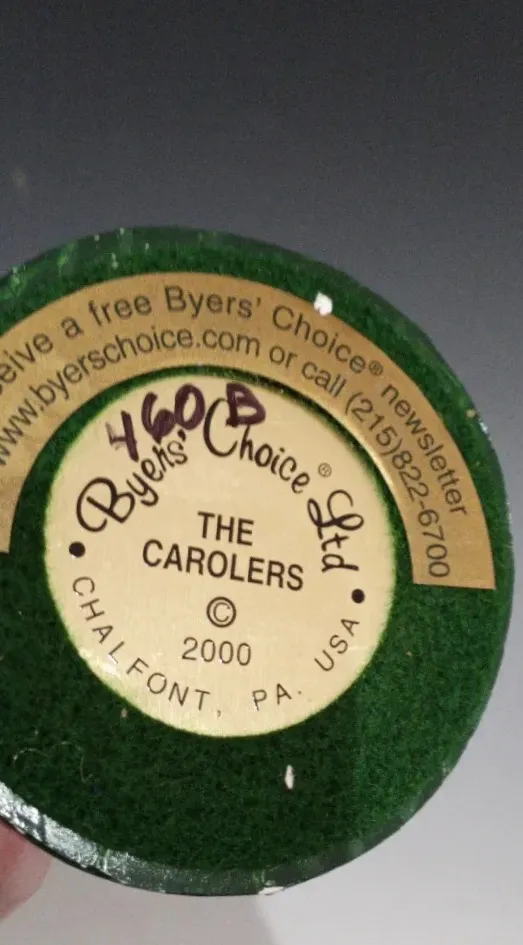 eive a free Byers' Choice® newsletter
www.byerschoice.com or call (215)822-6700
460 B
Byers' Choice® Ltd
THE
CAROLERS
©
2000
• CHALFONT, PA. USA •